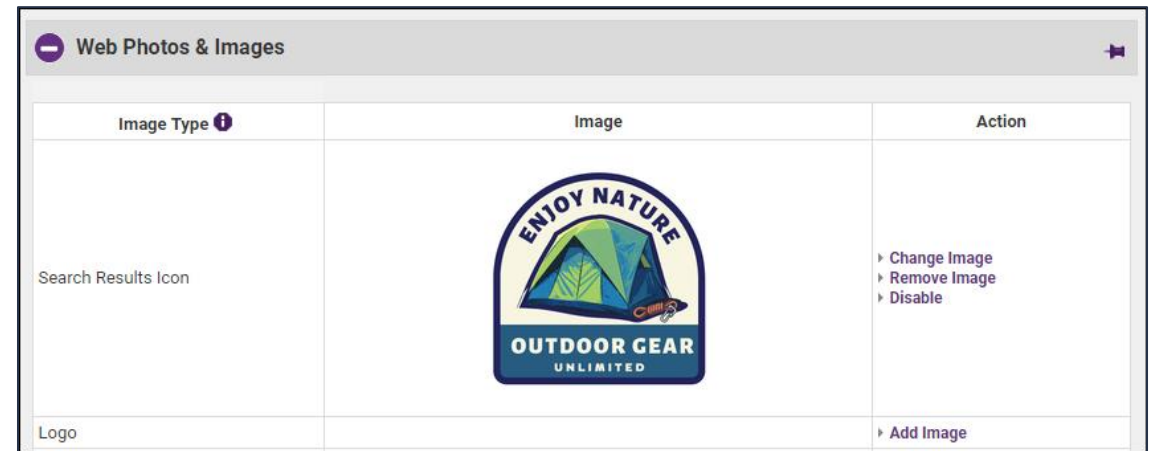 Web Photos & Images
Image Type
Image
Action
ENJOY NATURE
OUTDOOR GEAR
UNLIMITED
Search Results Icon
Change Image
Remove Image
Disable
Logo
Add Image